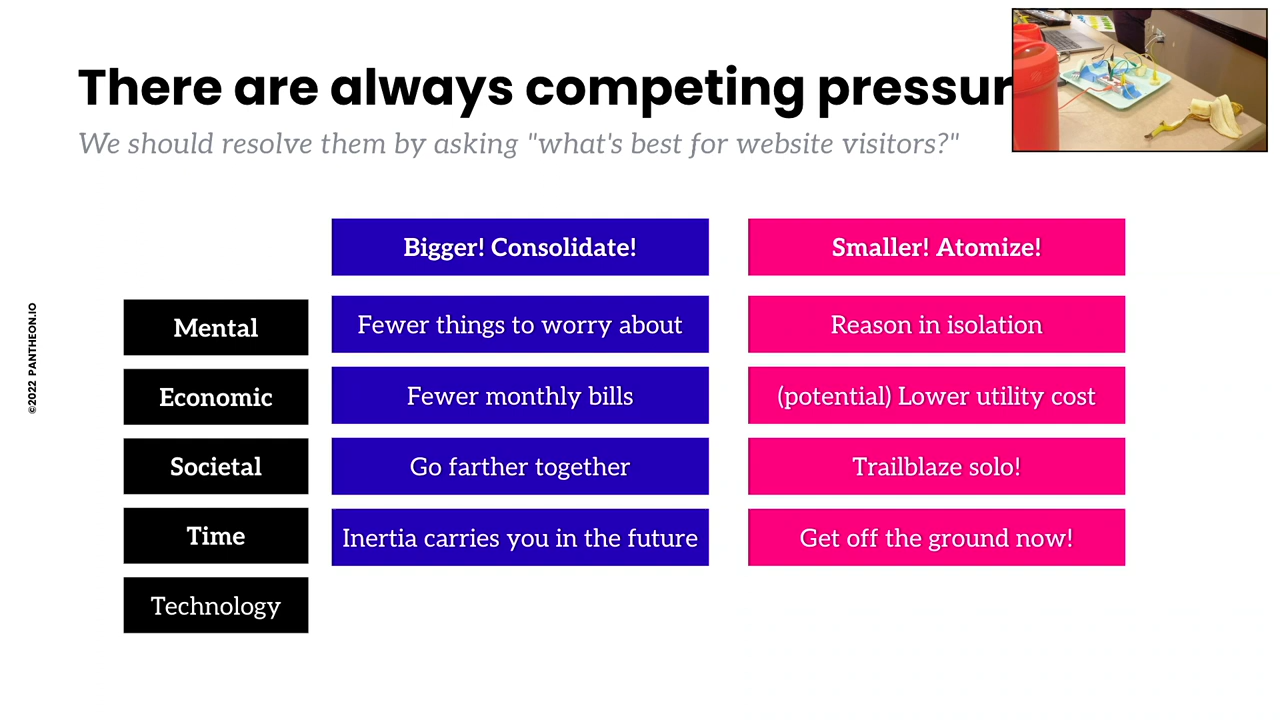 There are always competing pressur
We should resolve them by asking "what's best for website visitors?"
Bigger! Consolidate!
Smaller! Atomize!
Mental
Fewer things to worry about
Reason in isolation
Economic
Fewer monthly bills
(potential) Lower utility cost
Societal
Go farther together
Trailblaze solo!
Time
Inertia carries you in the future
Get off the ground now!
Technology
©2022 PANTHEON.IO